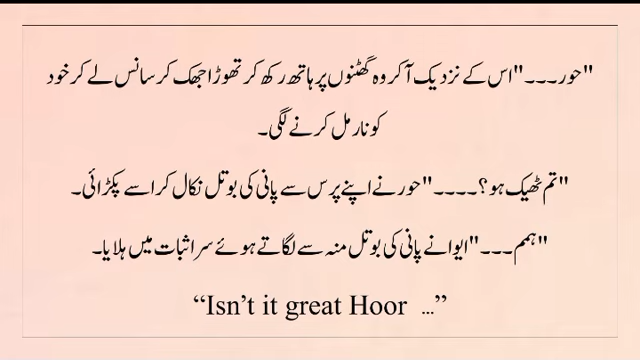 "حور۔۔۔" اس کے نزدیک آ کر وہ گھٹنوں پر ہاتھ رکھ کر تھوڑا جھک کر سانس لے کر خود
کو نارمل کرنے لگی۔
"تم ٹھیک ہو؟۔۔۔۔" حور نے اپنے پرس سے پانی کی بوتل نکال کر اسے پکڑائی۔
"ہمم۔۔۔" ایوا نے پانی کی بوتل منہ سے لگاتے ہوئے سر اثبات میں ہلایا۔
“Isn’t it great Hoor …”